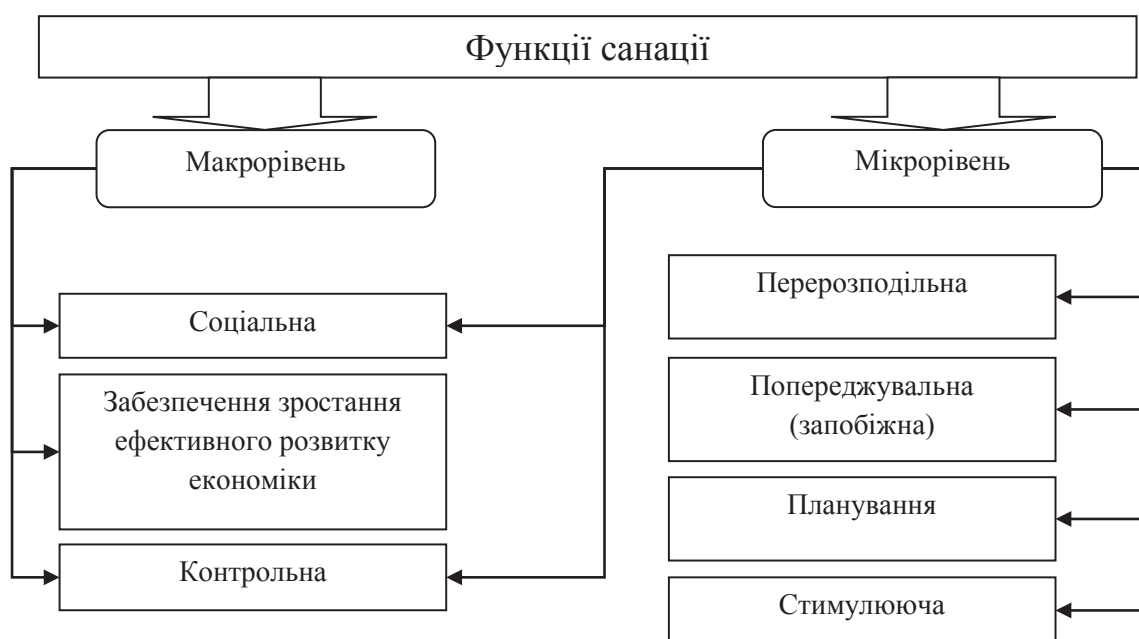 Функції санації
Макрорівень
Мікрорівень
Соціальна
Забезпечення зростання
ефективного розвитку
економіки
Контрольна
Перерозподільна
Попереджувальна
(запобіжна)
Планування
Стимулююча